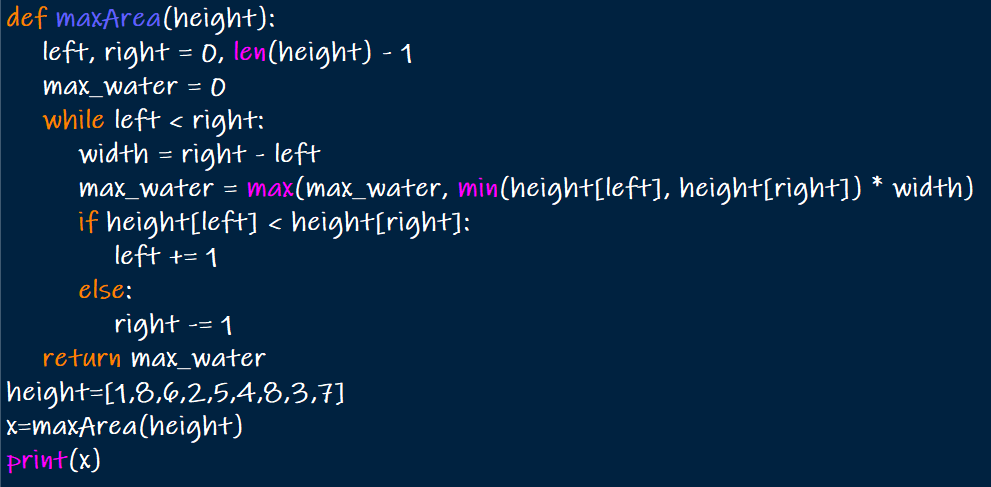 def maxArea(height):
    left, right = 0, len(height) - 1
    max_water = 0
    while left < right:
        width = right - left
        max_water = max(max_water, min(height[left], height[right]) * width)
        if height[left] < height[right]:
            left += 1
        else:
            right -= 1
    return max_water
height=[1,8,6,2,5,4,8,3,7]
x=maxArea(height)
print(x)